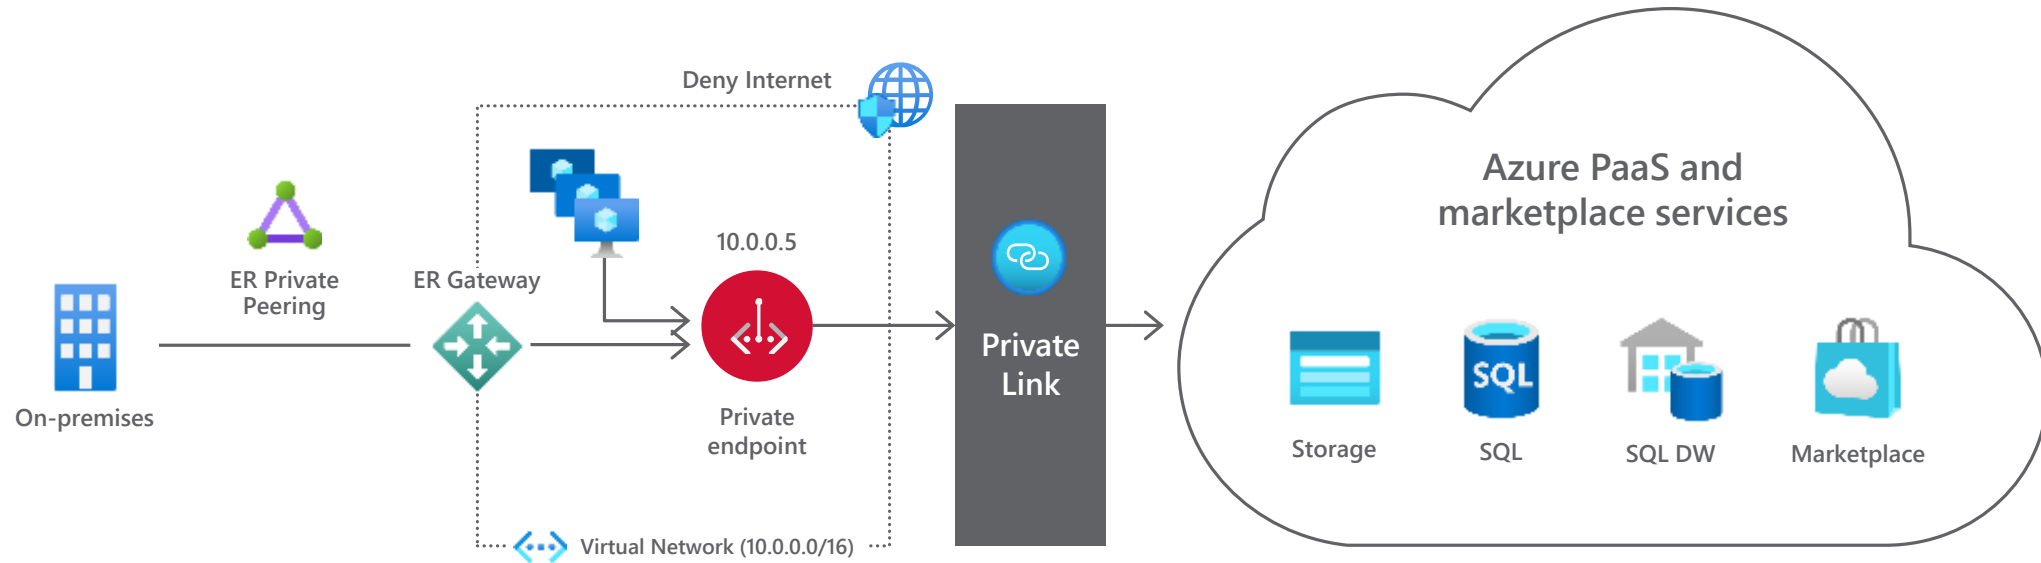 Deny Internet
Azure PaaS and
marketplace services
10.0.0.5
ER Private
Peering
ER Gateway
Private
Link
On-premises
Private
endpoint
SQL
Storage
SQL
SQL DW
Marketplace
Virtual Network (10.0.0.0/16)